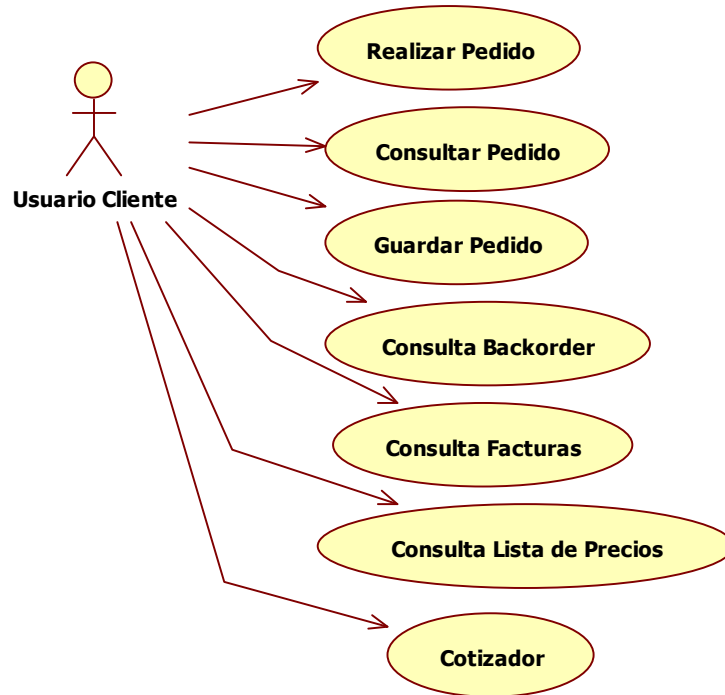 Realizar Pedido
Consultar Pedido
Usuario Cliente
Guardar Pedido
Consulta Backorder
Consulta Facturas
Consulta Lista de Precios
Cotizador